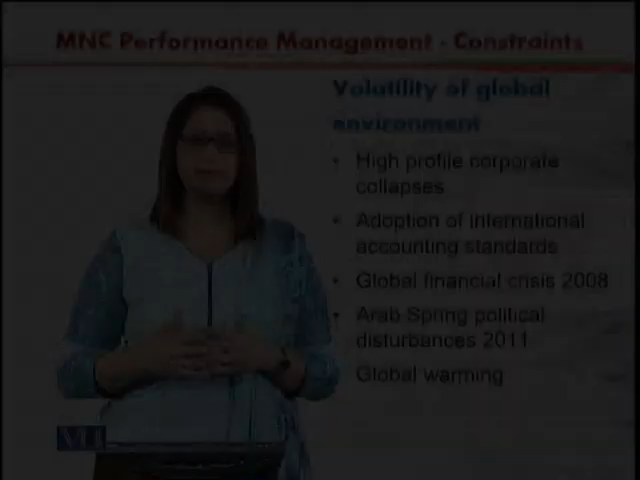 MNC Performance Management - Constraints
Volatility of global
environment
• High profile corporate
collapses
• Adoption of international
accounting standards
• Global financial crisis 2008
• Arab Spring political
disturbances 2011
Global warming